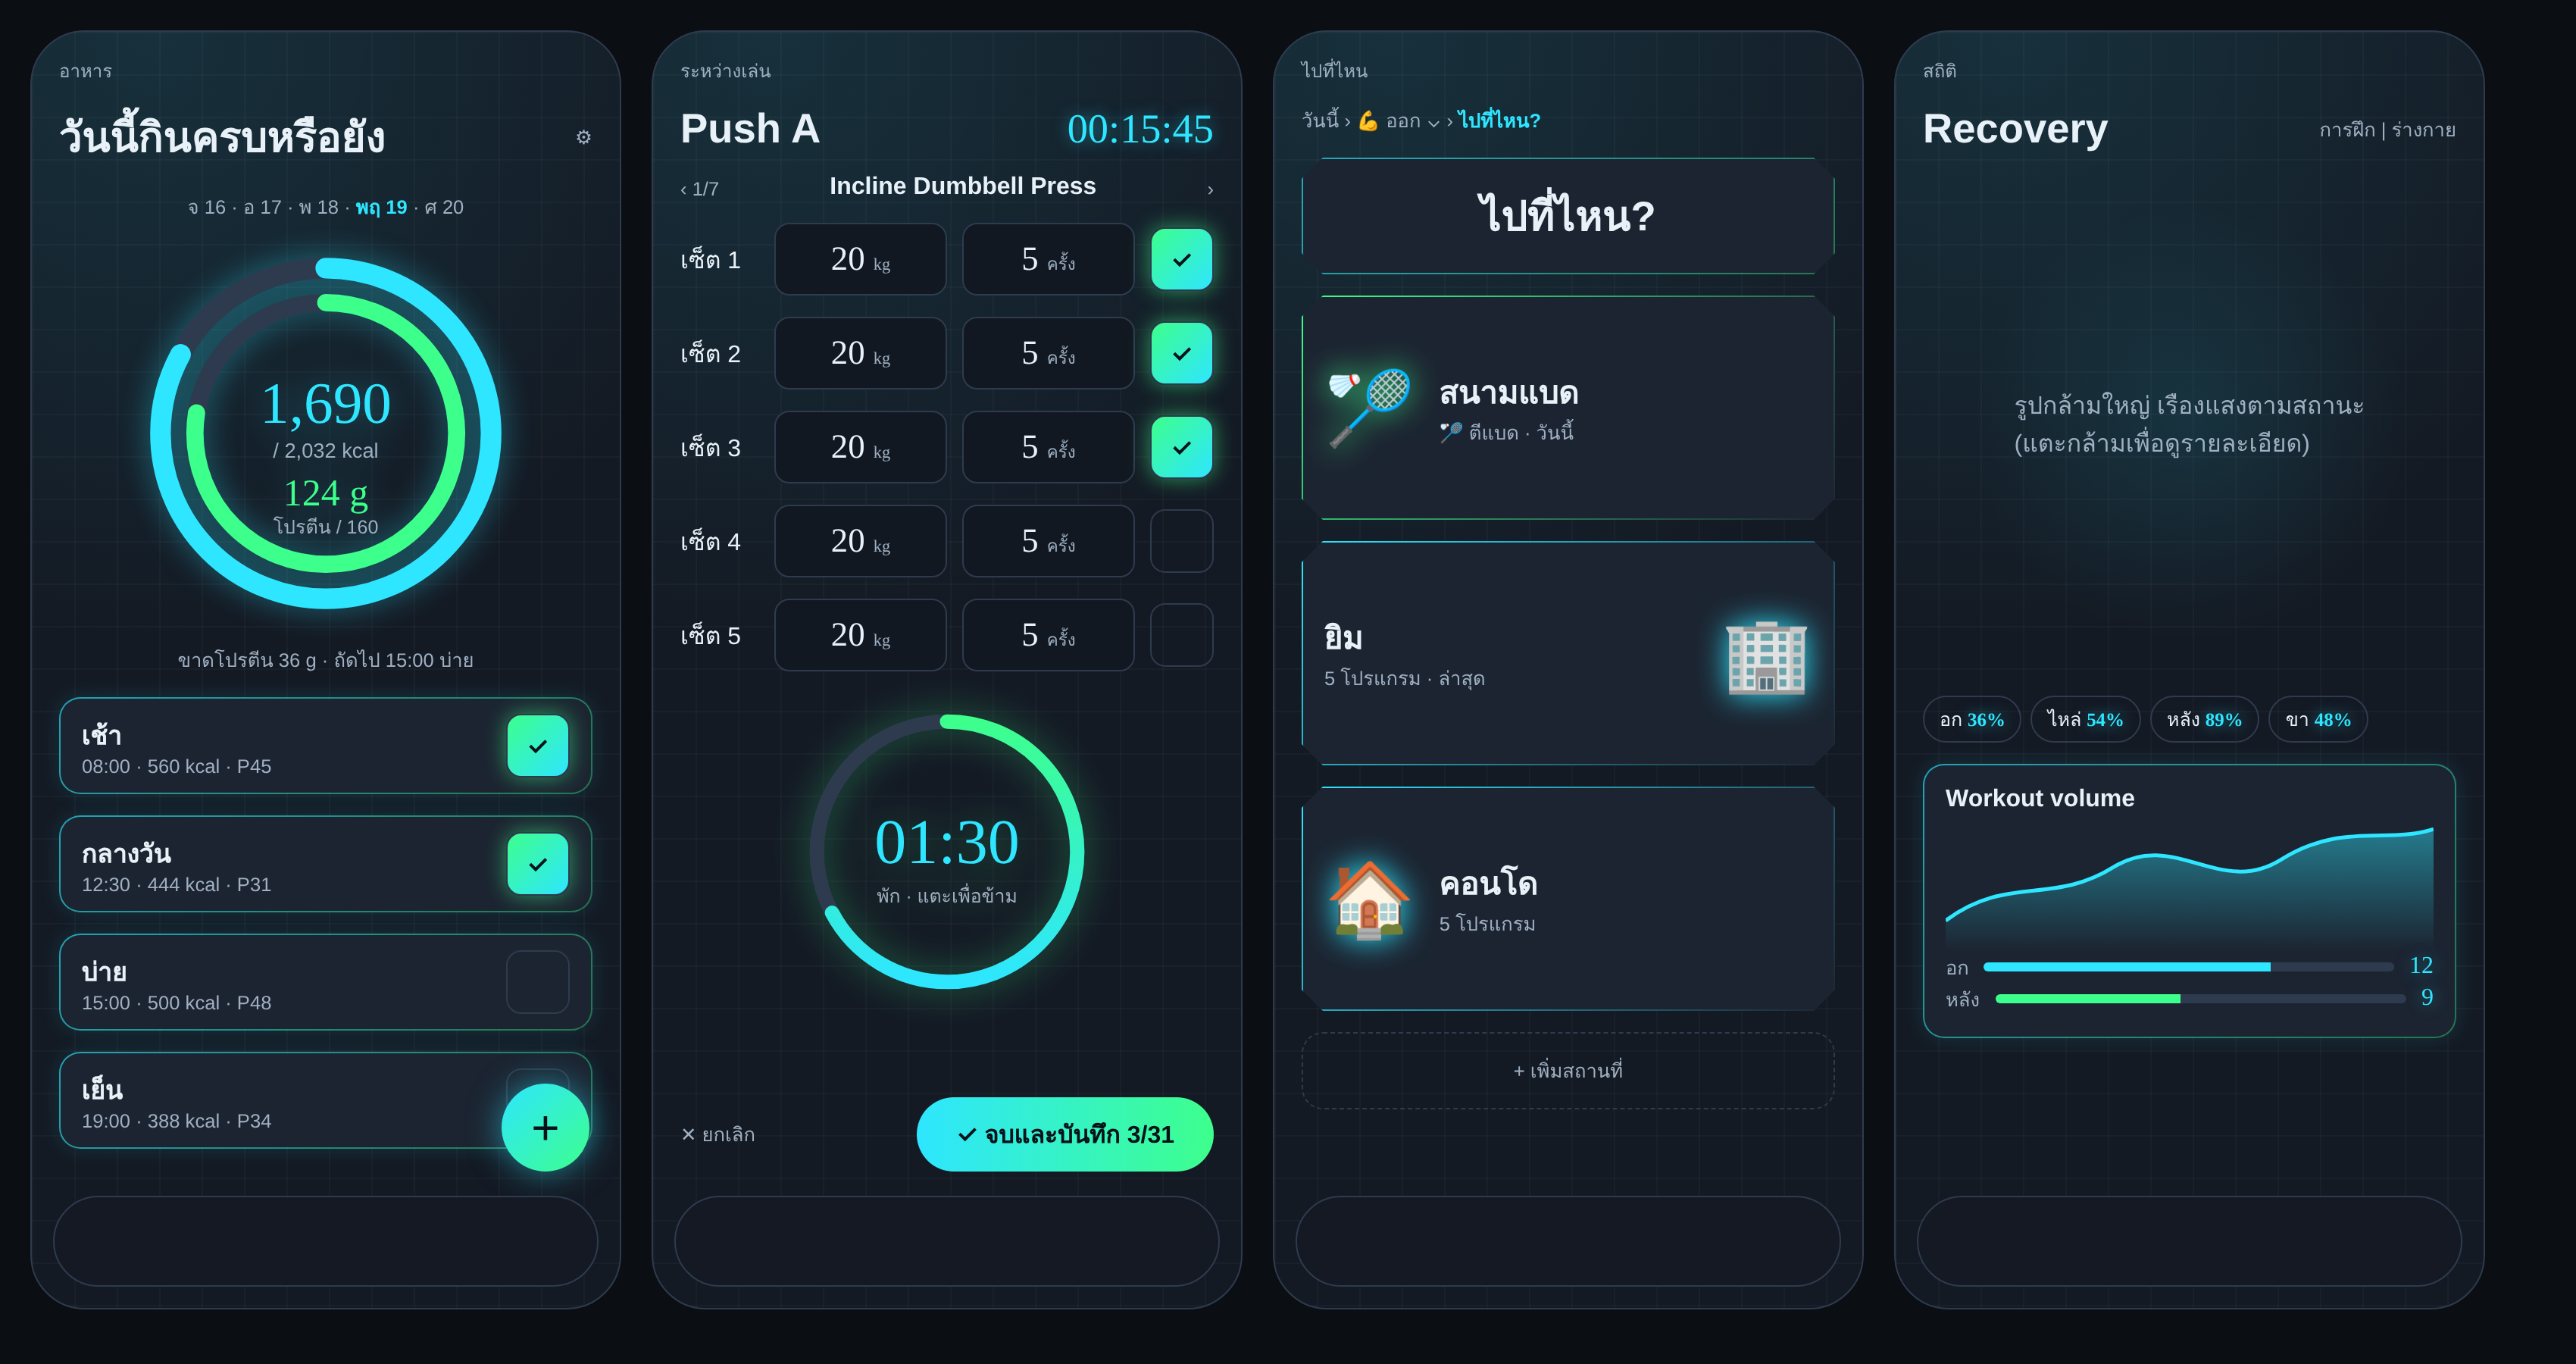 อาหาร
วันนี้กินครบหรือยัง ⚙
จ 16 · อ 17 · พ 18 · พฤ 19 · ศ 20
1,690
/ 2,032 kcal
124 g
โปรตีน / 160
ขาดโปรตีน 36 g · ถัดไป 15:00 บ่าย
เช้า
08:00 · 560 kcal · P45
✓
กลางวัน
12:30 · 444 kcal · P31
✓
บ่าย
15:00 · 500 kcal · P48
เย็น
19:00 · 388 kcal · P34
+
ระหว่างเล่น
Push A 00:15:45
‹ 1/7 Incline Dumbbell Press ›
เซ็ต 1 20 kg 5 ครั้ง ✓
เซ็ต 2 20 kg 5 ครั้ง ✓
เซ็ต 3 20 kg 5 ครั้ง ✓
เซ็ต 4 20 kg 5 ครั้ง
เซ็ต 5 20 kg 5 ครั้ง
01:30
พัก · แตะเพื่อข้าม
✕ ยกเลิก ✓ จบและบันทึก 3/31
ไปที่ไหน
วันนี้ › 💪 ออก ⌵ › ไปที่ไหน?
ไปที่ไหน?
สนามแบด
🏸 ตีแบด · วันนี้
ยิม
5 โปรแกรม · ล่าสุด
คอนโด
5 โปรแกรม
+ เพิ่มสถานที่
สถิติ
Recovery การฝึก | ร่างกาย
รูปกล้ามใหญ่ เรืองแสงตามสถานะ
(แตะกล้ามเพื่อดูรายละเอียด)
อก 36% ไหล่ 54% หลัง 89% ขา 48%
Workout volume
อก 12
หลัง 9